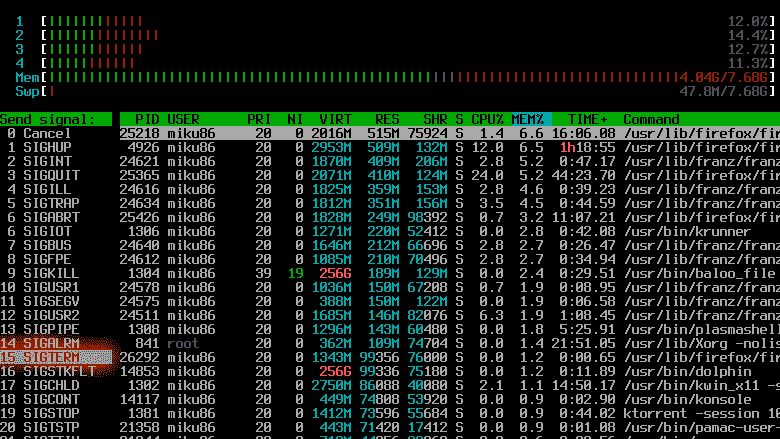 1 12.0%
2 14.4%
3 12.7%
4 11.3%
Mem 4.04G/7.68G
Swp 47.8M/7.68G
Send signal: PID USER PRI NI VIRT RES SHR S CPU% MEM% TIME+ Command
0 Cancel 25218 miku86 20 0 2016M 515M 75924 S 1.4 6.6 16:06.08 /usr/lib/firefox/fir
1 SIGHUP 4926 miku86 20 0 2953M 509M 132M S 12.0 6.5 1h18:55 /usr/lib/firefox/fir
2 SIGINT 24621 miku86 20 0 1870M 409M 206M S 2.8 5.2 0:47.17 /usr/lib/franz/franz
3 SIGQUIT 25365 miku86 20 0 2071M 410M 124M S 24.0 5.2 44:23.70 /usr/lib/firefox/fir
4 SIGILL 24616 miku86 20 0 1825M 359M 153M S 2.8 4.6 0:39.23 /usr/lib/franz/franz
5 SIGTRAP 24634 miku86 20 0 1812M 351M 156M S 3.5 4.5 0:44.59 /usr/lib/franz/franz
6 SIGABRT 25426 miku86 20 0 1828M 249M 98392 S 0.7 3.2 11:07.21 /usr/lib/firefox/fir
6 SIGIOT 1306 miku86 20 0 1271M 220M 52412 S 0.0 2.8 0:42.08 /usr/bin/krunner
7 SIGBUS 24640 miku86 20 0 1646M 212M 66696 S 2.8 2.7 0:26.47 /usr/lib/franz/franz
8 SIGFPE 24612 miku86 20 0 1085M 210M 70496 S 2.8 2.7 0:34.94 /usr/lib/franz/franz
9 SIGKILL 1304 miku86 39 19 256G 189M 129M S 0.0 2.4 0:29.51 /usr/bin/baloo_file
10 SIGUSR1 24578 miku86 20 0 1036M 150M 67208 S 0.7 1.9 0:09.05 /usr/lib/franz/franz
11 SIGSEGV 24575 miku86 20 0 388M 150M 122M S 0.0 1.9 0:06.58 /usr/lib/franz/franz
12 SIGUSR2 24511 miku86 20 0 1685M 146M 82076 S 6.3 1.9 1:08.45 /usr/lib/franz/franz
13 SIGPIPE 1308 miku86 20 0 1296M 143M 60480 S 0.0 1.8 5:25.91 /usr/bin/plasmashell
14 SIGALRM 841 root 20 0 362M 109M 74704 S 0.0 1.4 21:51.05 /usr/lib/Xorg -nolis
15 SIGTERM 26292 miku86 20 0 1343M 99356 76000 S 0.0 1.2 0:00.65 /usr/lib/firefox/fir
16 SIGSTKFLT 14853 miku86 20 0 256G 99336 75180 S 0.0 1.2 0:11.89 /usr/bin/dolphin
17 SIGCHLD 1302 miku86 20 0 2750M 86088 40080 S 2.1 1.1 14:50.17 /usr/bin/kwin_x11 -s
18 SIGCONT 14117 miku86 20 0 449M 74808 53920 S 0.0 0.9 0:02.90 /usr/bin/konsole
19 SIGSTOP 1381 miku86 20 0 1412M 73596 55684 S 0.0 0.9 0:44.02 ktorrent -session 10
20 SIGTSTP 21358 miku86 20 0 443M 71420 17412 S 0.0 0.9 0:02.01 /usr/bin/pamac-user-